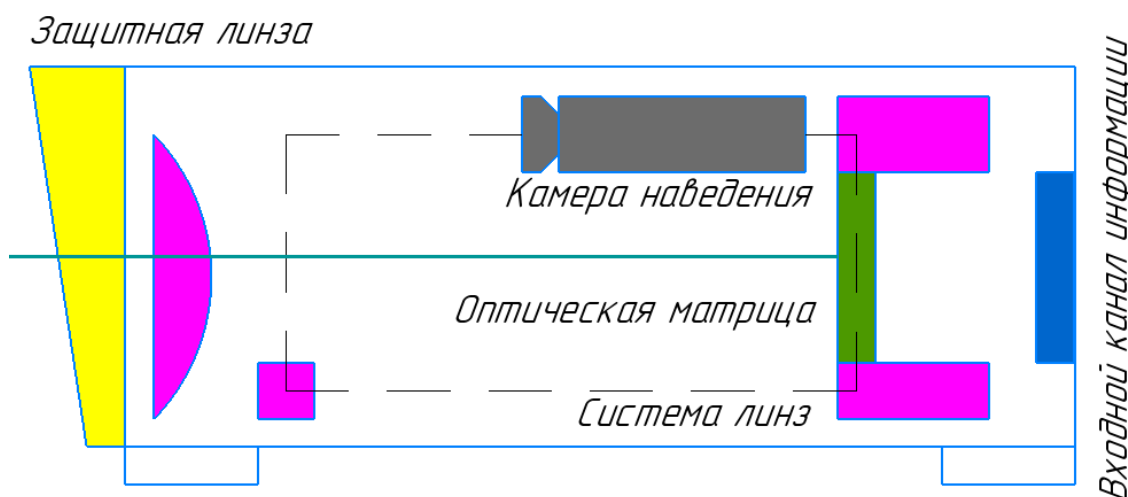 Защитная линза
Камера наведения
Оптическая матрица
Система линз
Входной канал информации